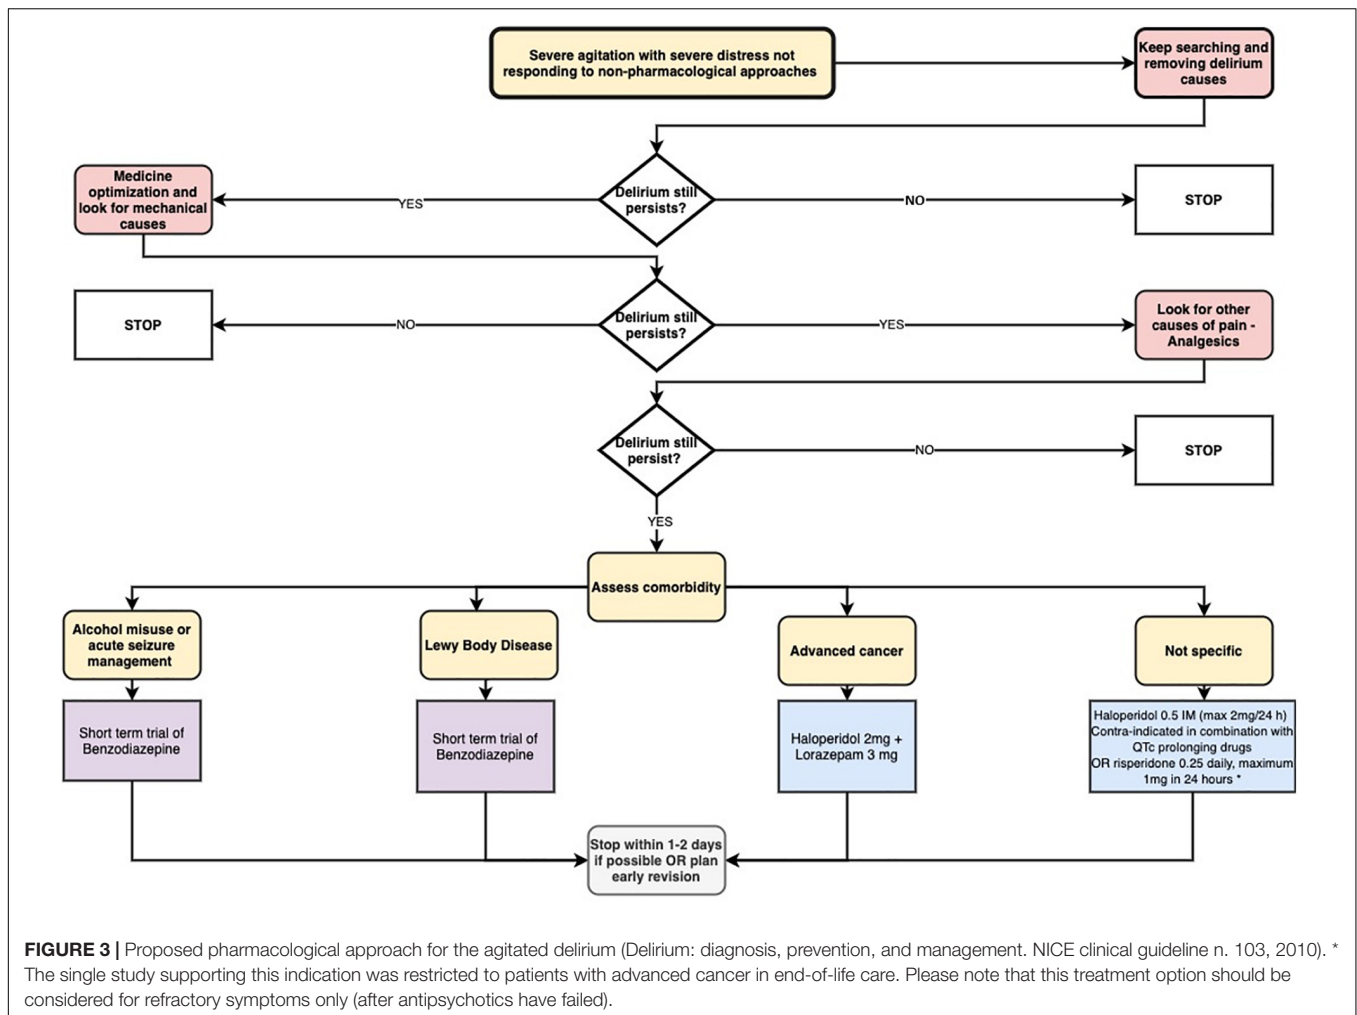 Severe agitation with severe distress not
responding to non-pharmacological approaches
Keep searching and
removing delirium
causes
Medicine
optimization and
look for mechanical
causes
YES
Delirium still
persists?
NO
STOP
STOP
NO
Delirium still
persists?
YES
Look for other
causes of pain -
Analgesics
Delirium still
persist?
NO
STOP
YES
Assess comorbidity
Alcohol misuse or
acute seizure
management
Lewy Body Disease
Advanced cancer
Not specific
Short term trial of
Benzodiazepine
Short term trial of
Benzodiazepine
Haloperidol 2mg +
Lorazepam 3 mg
Haloperidol 0.5 IM (max 2mg/24 h)
Contra-indicated in combination with
QTc prolonging drugs
OR risperidone 0.25 daily, maximum
1mg in 24 hours *
Stop within 1-2 days
if possible OR plan
early revision
FIGURE 3 | Proposed pharmacological approach for the agitated delirium (Delirium: diagnosis, prevention, and management. NICE clinical guideline n. 103, 2010). *
The single study supporting this indication was restricted to patients with advanced cancer in end-of-life care. Please note that this treatment option should be
considered for refractory symptoms only (after antipsychotics have failed).